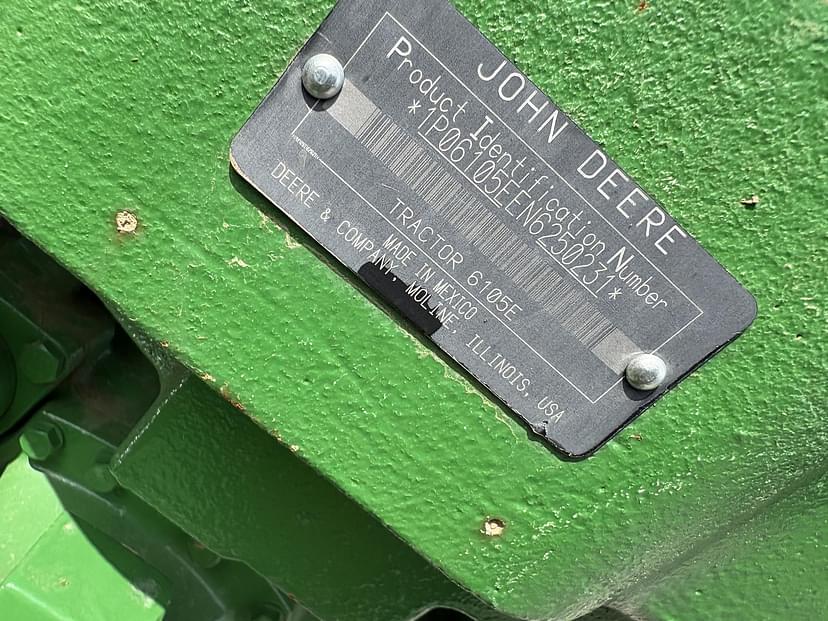 JOHN DEERE
Product Identification Number
*1P06105EEN6250231*
TRACTOR 6105E
MADE IN MEXICO
DEERE & COMPANY, MOLINE, ILLINOIS, USA